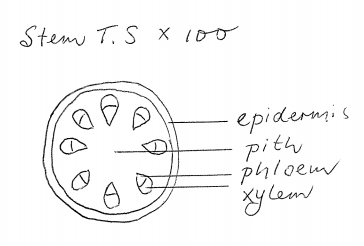 Stem T.S × 100
epidermis
pith
phloem
xylem